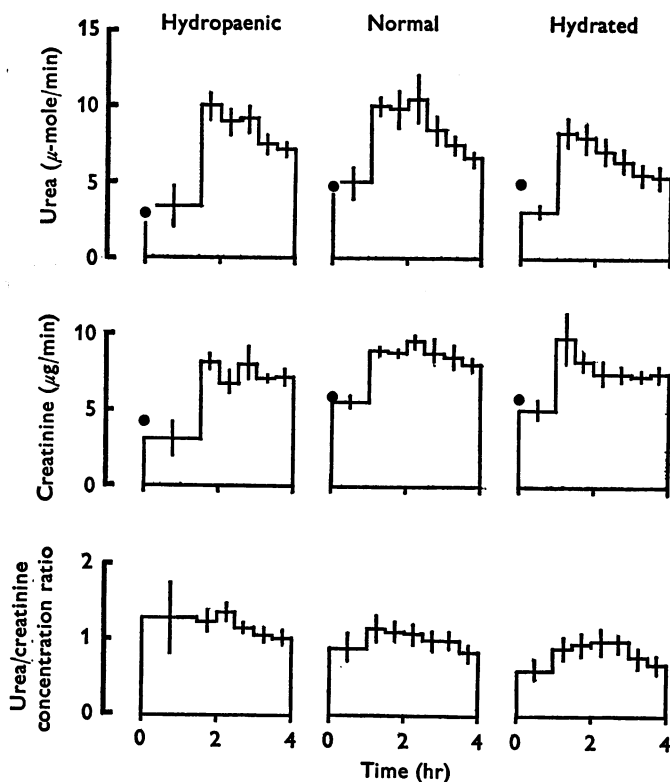 Hydropaenic Normal Hydrated
Urea (μ-mole/min)
15
10
5
0
Creatinine (μg/min)
10
5
0
Urea/creatinine
concentration ratio
2
1
0
0 2 4 0 2 4 0 2 4
Time (hr)